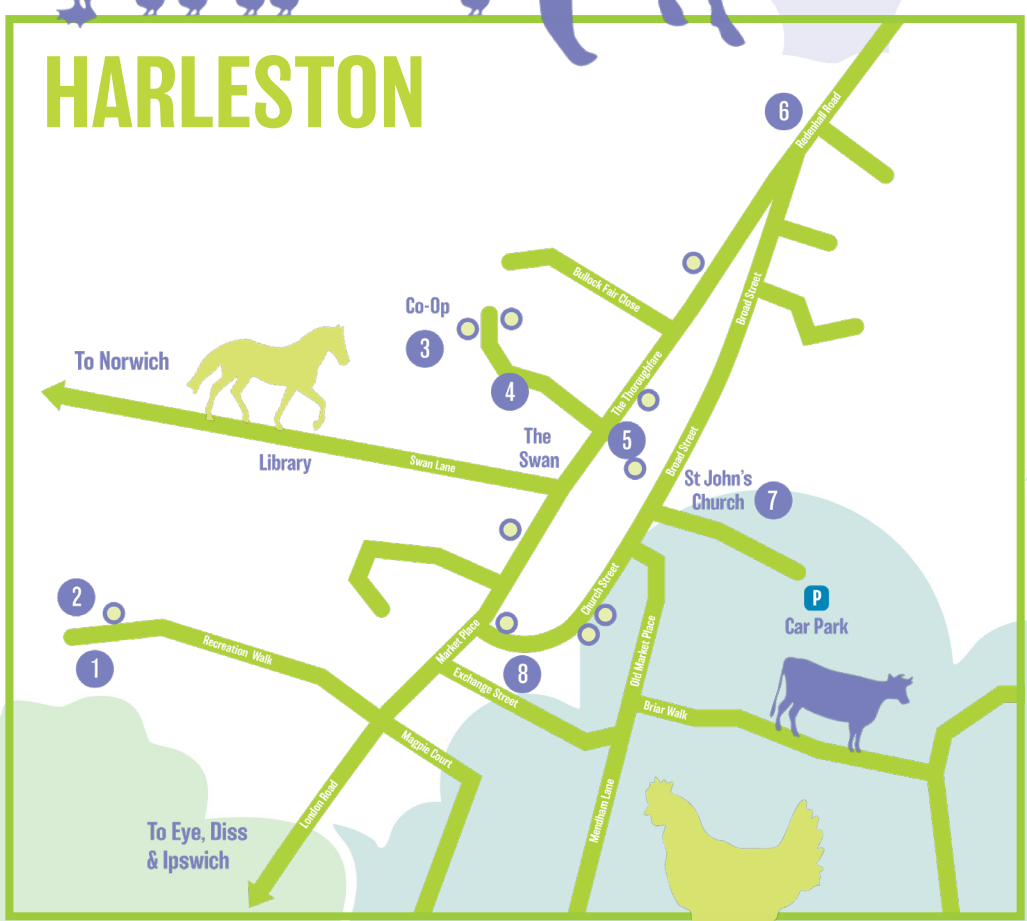 HARLESTON
6
Redenhall Road
Bullock Fair Close
Broad Street
Co-Op
3
To Norwich
4
The Thoroughfare
The
Swan
5
Library
Swan Lane
Broad Street
St John's
Church
7
2
1
Recreation Walk
Market Place
Church Street
P
Car Park
8
Exchange Street
Old Market Place
Briar Walk
Magpie Court
London Road
Mendham Lane
To Eye, Diss
& Ipswich